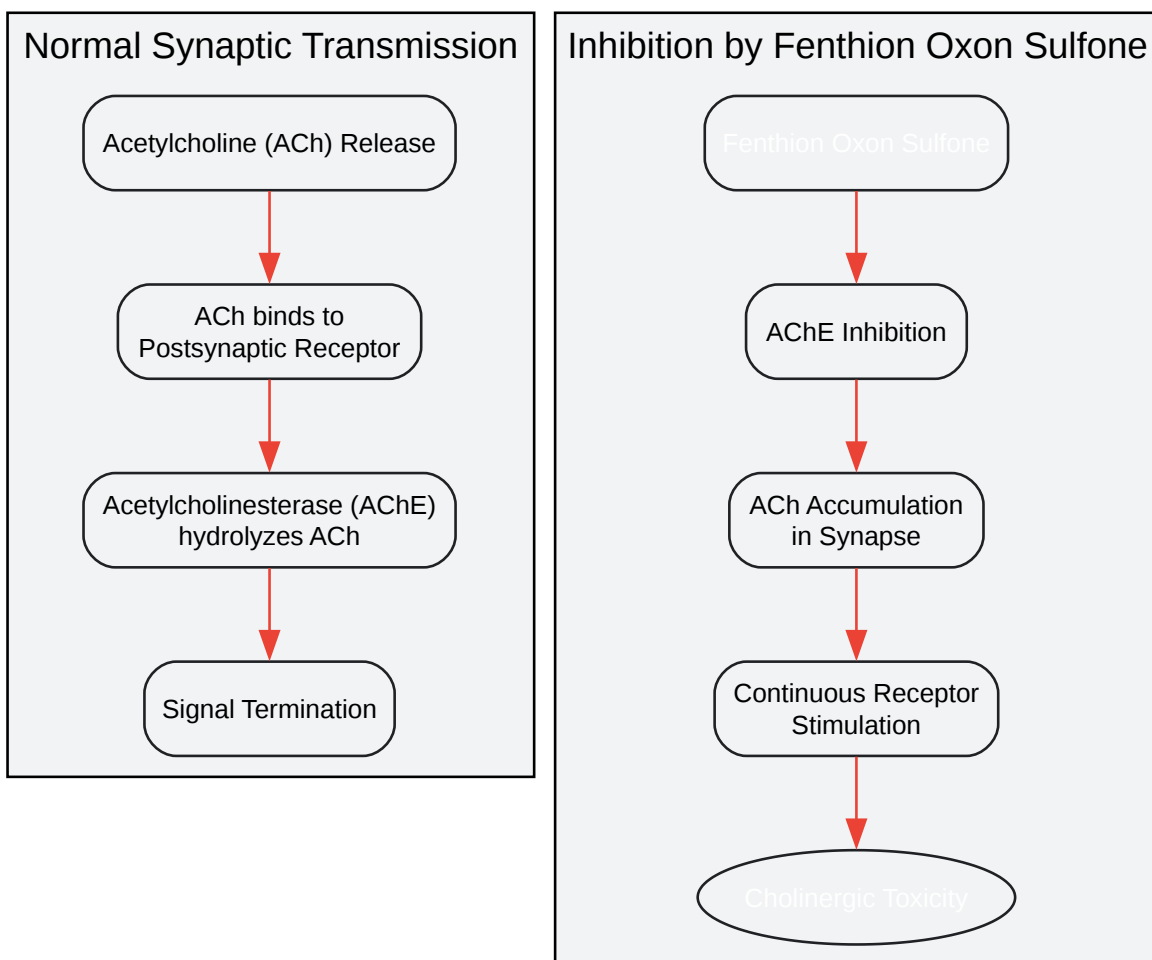 Normal Synaptic Transmission
Acetylcholine (ACh) Release
ACh binds to
Postsynaptic Receptor
Acetylcholinesterase (AChE)
hydrolyzes ACh
Signal Termination
Inhibition by Fenthion Oxon Sulfone
Fenthion Oxon Sulfone
AChE Inhibition
ACh Accumulation
in Synapse
Continuous Receptor
Stimulation
Cholinergic Toxicity